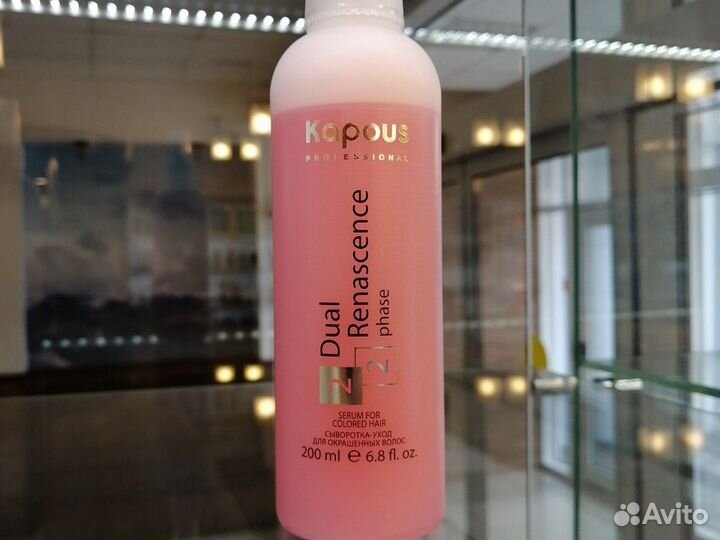 Kapous
PROFESSIONAL
Dual
Renascence
2 2 phase
SERUM FOR
COLORED HAIR
СЫВОРОТКА-УХОД
ДЛЯ ОКРАШЕННЫХ ВОЛОС
200 ml ℮ 6.8 fl. oz.
Avito